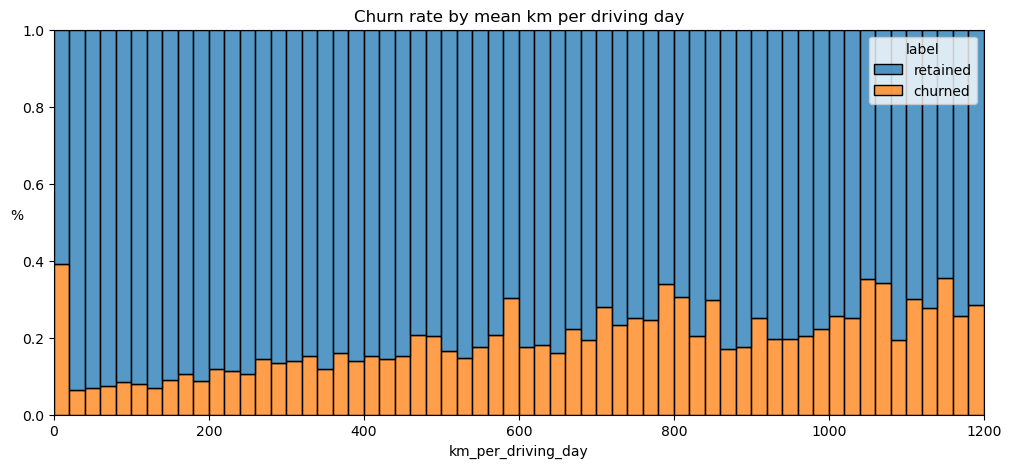 Churn rate by mean km per driving day
label
retained
churned
1.0
0.8
0.6
%
0.4
0.2
0.0
0 200 400 600 800 1000 1200
km_per_driving_day